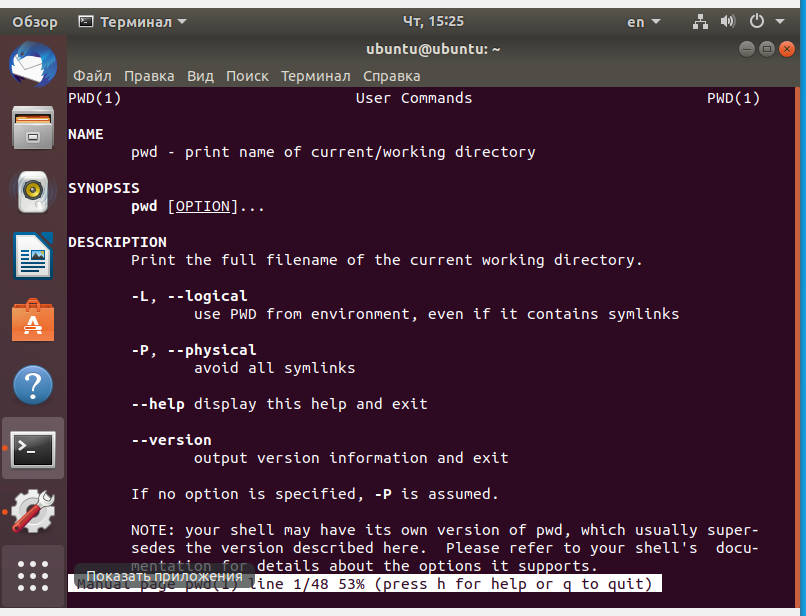 Обзор Терминал Чт, 15:25 en
ubuntu@ubuntu: ~
Файл Правка Вид Поиск Терминал Справка
PWD(1) User Commands PWD(1)
NAME
pwd - print name of current/working directory
SYNOPSIS
pwd [OPTION]...
DESCRIPTION
Print the full filename of the current working directory.
-L, --logical
use PWD from environment, even if it contains symlinks
-P, --physical
avoid all symlinks
--help display this help and exit
--version
output version information and exit
If no option is specified, -P is assumed.
NOTE: your shell may have its own version of pwd, which usually super-
sedes the version described here. Please refer to your shell's docu-
mentation for details about the options it supports.
Показать приложения
Manual page pwd(1) line 1/48 53% (press h for help or q to quit)